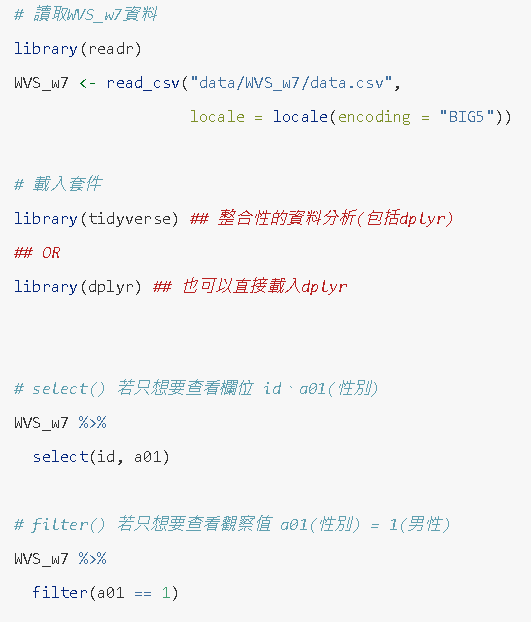 # 讀取WVS_w7資料
library(readr)
WVS_w7 <- read_csv("data/WVS_w7/data.csv",
locale = locale(encoding = "BIG5"))
# 載入套件
library(tidyverse) ## 整合性的資料分析(包括dplyr)
## OR
library(dplyr) ## 也可以直接載入dplyr
# select() 若只想要查看欄位 id、a01(性別)
WVS_w7 %>%
select(id, a01)
# filter() 若只想要查看觀察值 a01(性別) = 1(男性)
WVS_w7 %>%
filter(a01 == 1)